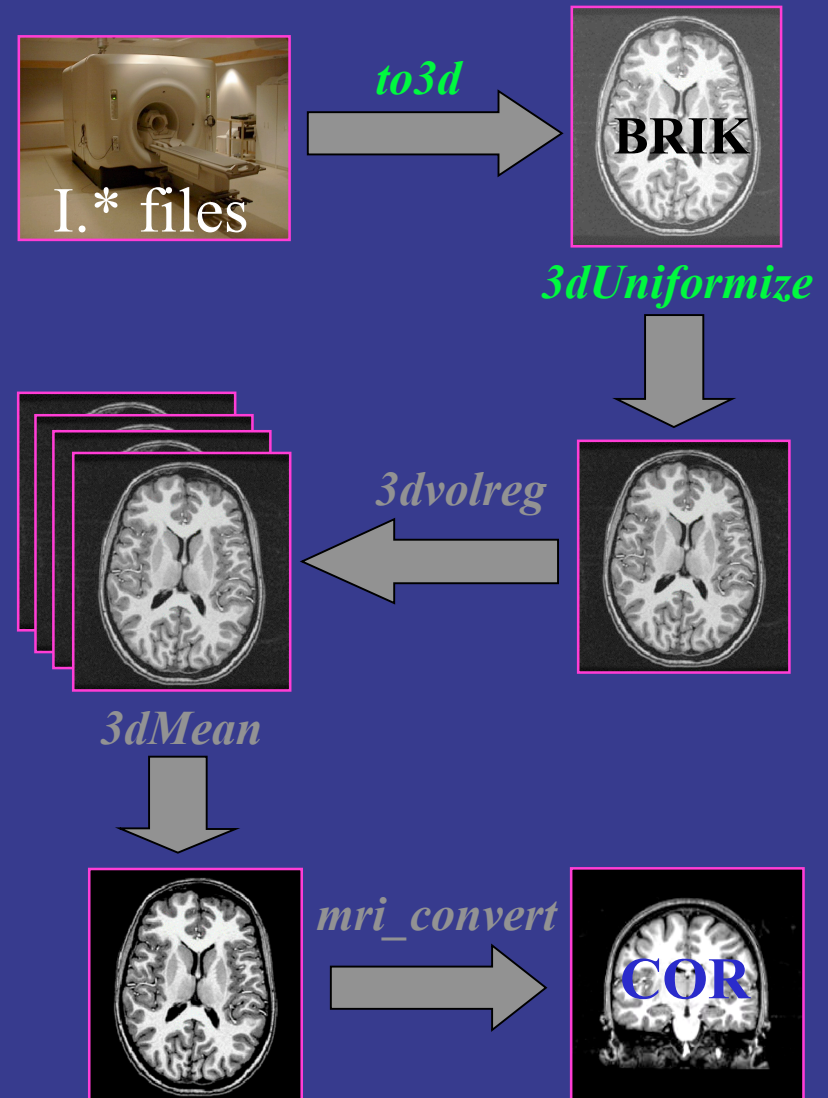 to3d
I.* files
BRIK
3dUniformize
3dvolreg
3dMean
mri_convert
COR